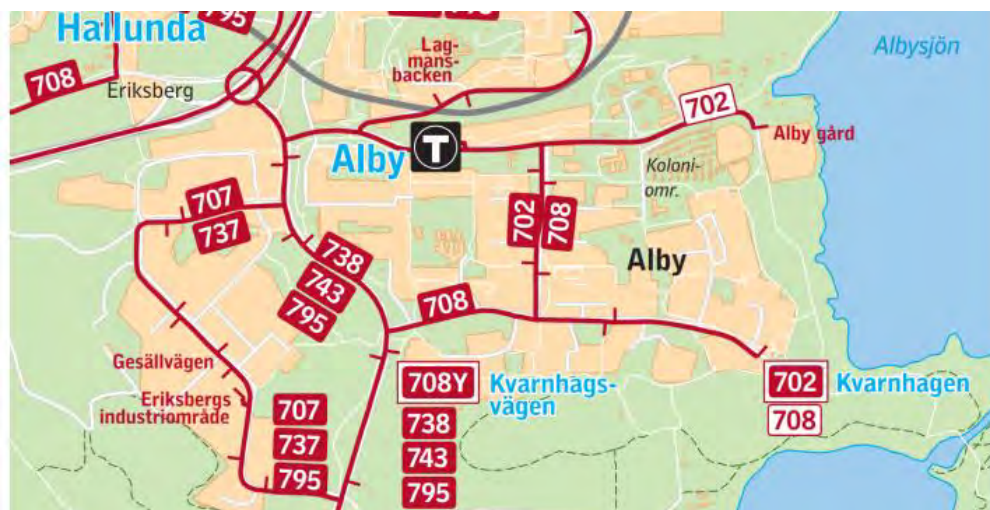 795
Hallunda
Lag-
mans-
backen
Albysjön
708
Eriksberg
702
Alby gård
T
Alby
Koloni-
omr.
707
737
702
708
738
743
795
Alby
708
Gesällvägen
Eriksbergs
industriområde
708Y
Kvarnhags-
vägen
702
Kvarnhagen
708
707
737
795
738
743
795